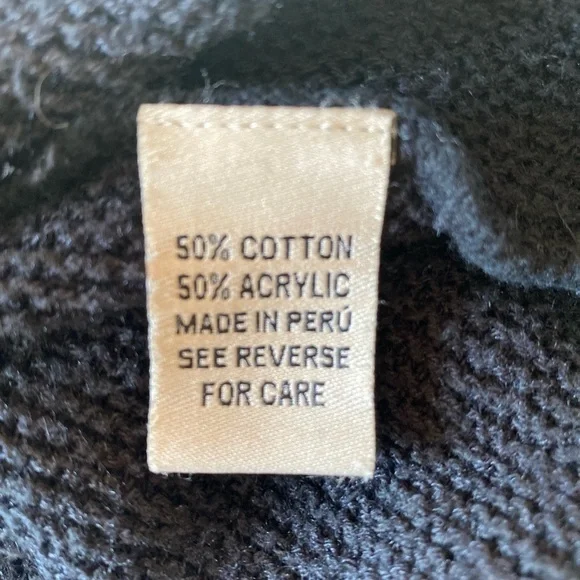 50% COTTON
50% ACRYLIC
MADE IN PERÚ
SEE REVERSE
FOR CARE